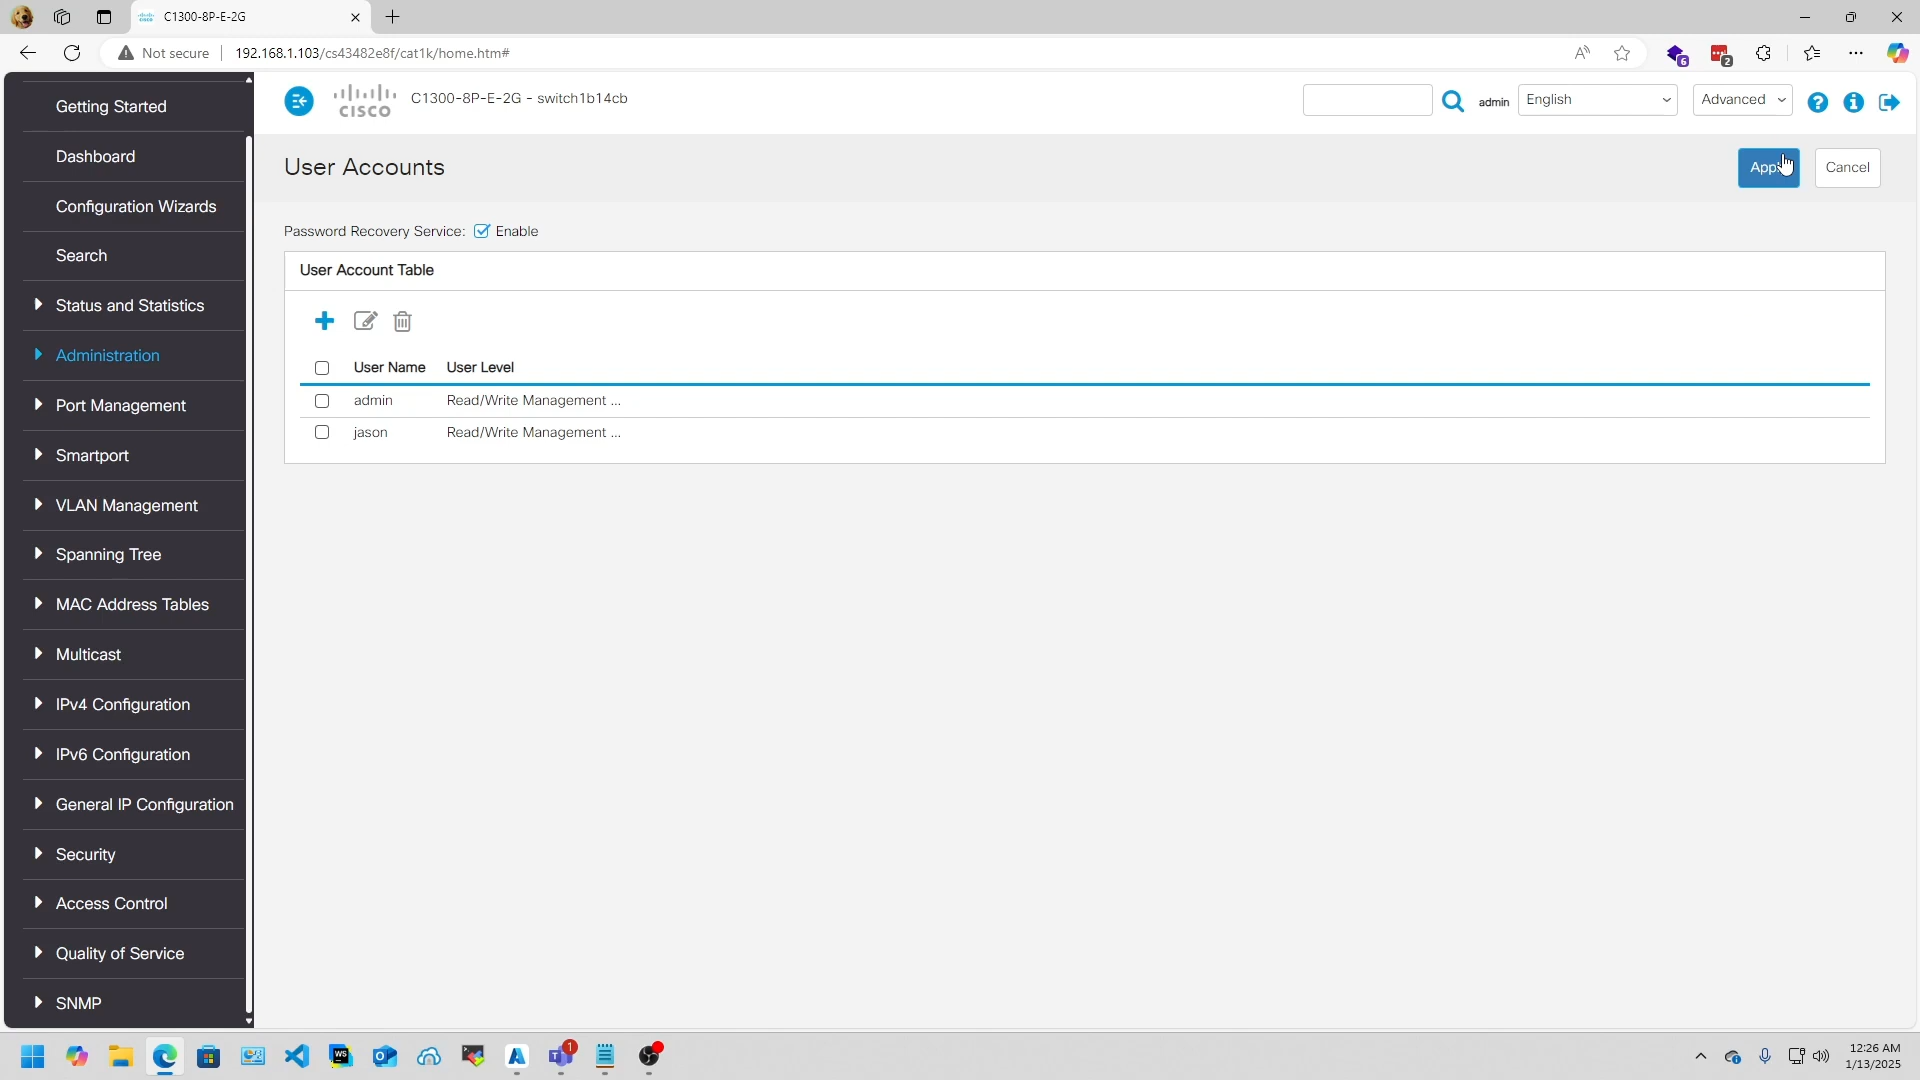 C1300-8P-E-2G
Not secure
192.168.1.103/cs43482e8f/cat1k/home.htm#
6
2
Getting Started
Dashboard
Configuration Wizards
Search
Status and Statistics
Administration
Port Management
Smartport
VLAN Management
Spanning Tree
MAC Address Tables
Multicast
IPv4 Configuration
IPv6 Configuration
General IP Configuration
Security
Access Control
Quality of Service
SNMP
CISCO
C1300-8P-E-2G - switch1b14cb
admin
English
Advanced
User Accounts
Cancel
Password Recovery Service: Enable
User Account Table
User Name User Level
admin Read/Write Management ...
jason Read/Write Management ...
WS
1
12:26 AM
1/13/2025